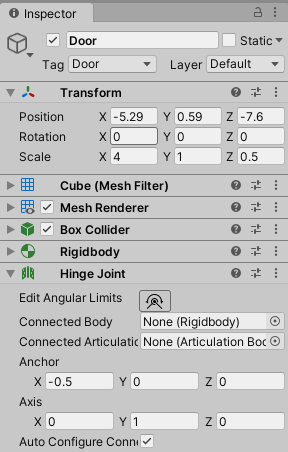 Inspector
Door
Static
Tag Door Layer Default
Transform
Position X -5.29 Y 0.59 Z -7.6
Rotation X 0 Y 0 Z 0
Scale X 4 Y 1 Z 0.5
Cube (Mesh Filter)
Mesh Renderer
Box Collider
Rigidbody
Hinge Joint
Edit Angular Limits
Connected Body None (Rigidbody)
Connected Articulatio None (Articulation Boc
Anchor
X -0.5 Y 0 Z 0
Axis
X 0 Y 1 Z 0
Auto Configure Conn